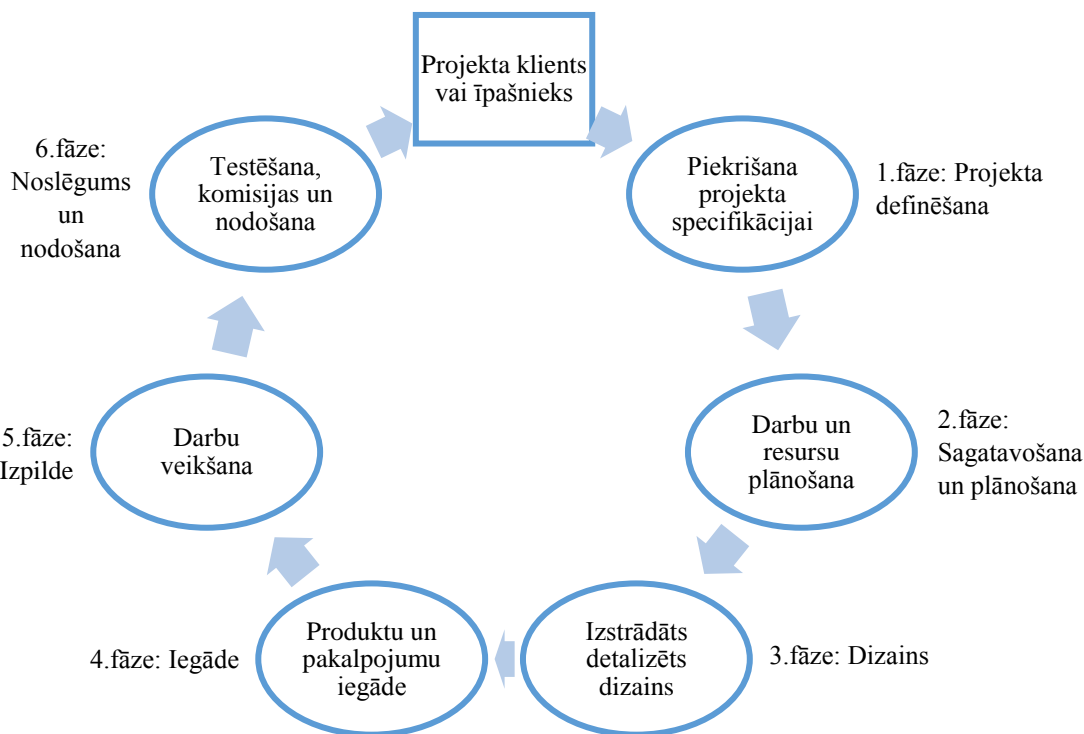 Projekta klients
vai īpašnieks
Piekrišana
projekta
specifikācijai
1.fāze: Projekta
definēšana
Darbu un
resursu
plānošana
2.fāze:
Sagatavošana
un plānošana
Izstrādāts
detalizēts
dizains
3.fāze: Dizains
Produktu un
pakalpojumu
iegāde
4.fāze: Iegāde
Darbu
veikšana
5.fāze:
Izpilde
Testēšana,
komisijas un
nodošana
6.fāze:
Noslēgums
un
nodošana